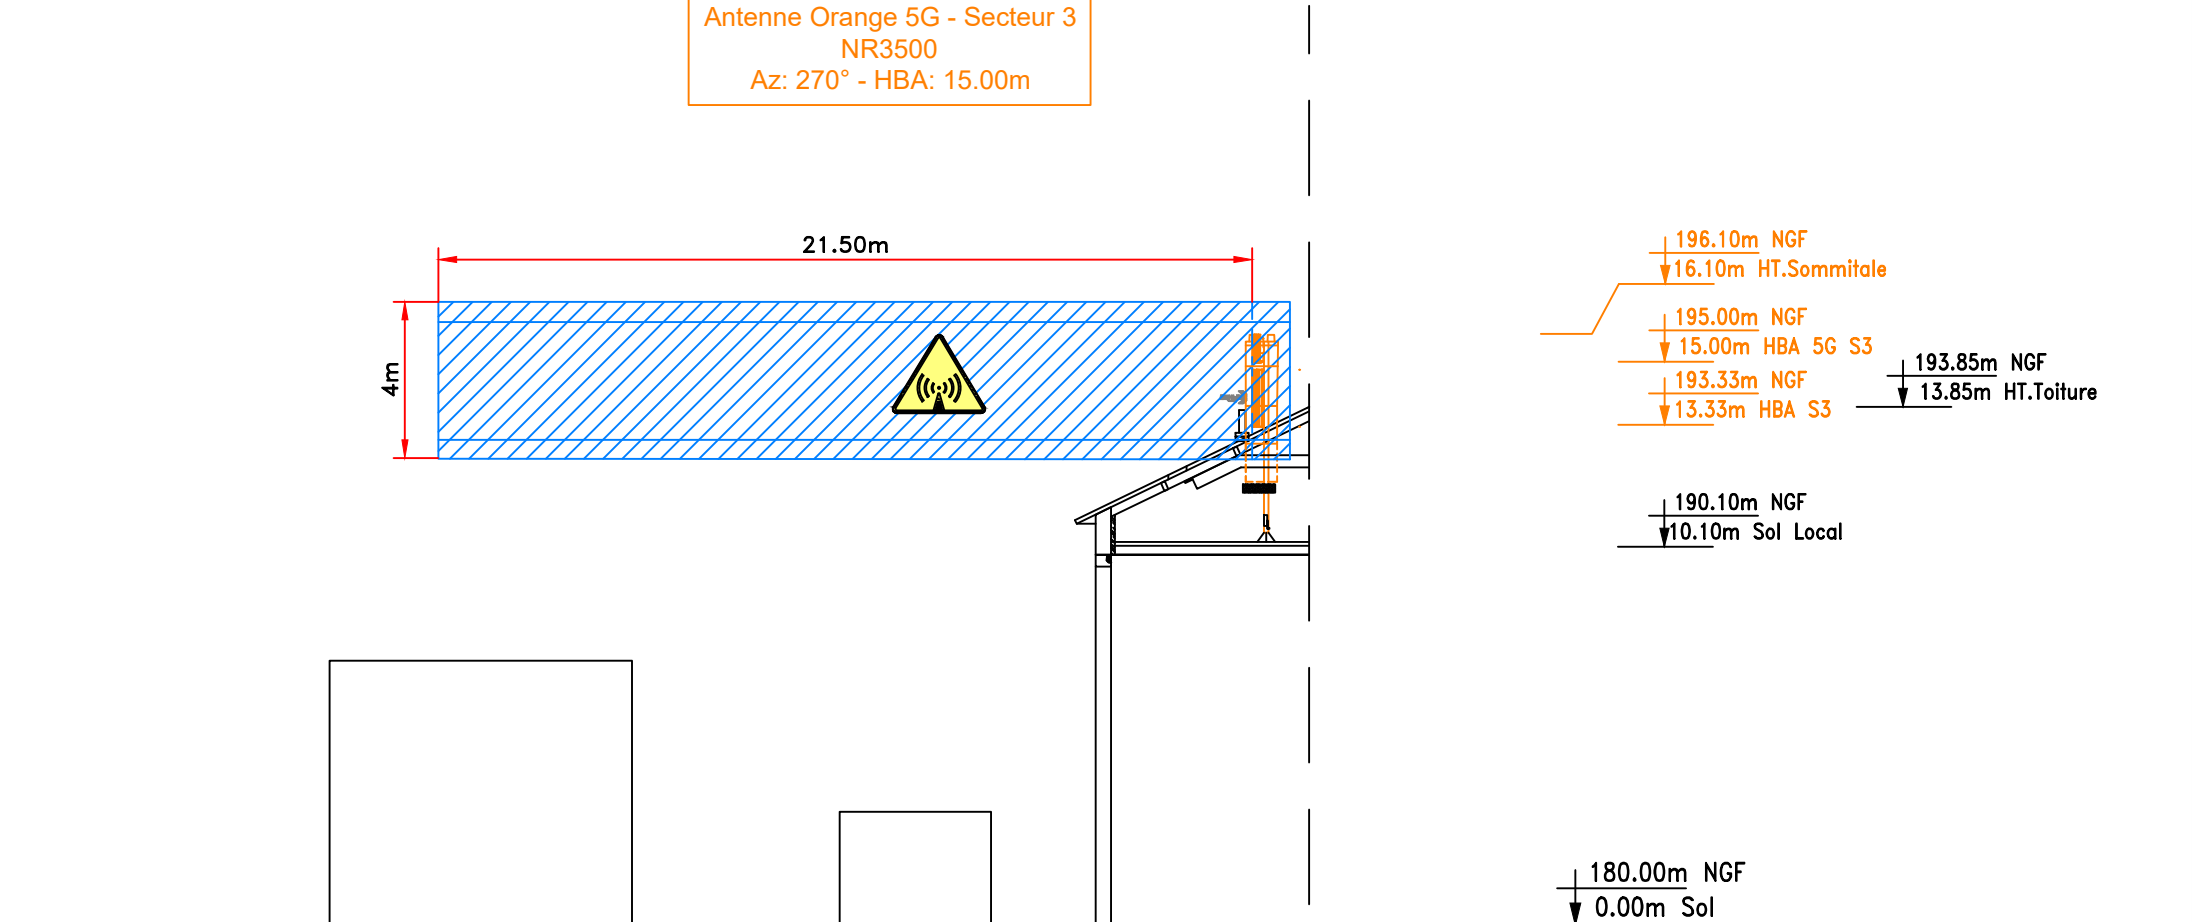 Antenne Orange 5G - Secteur 3
NR3500
Az: 270° - HBA: 15.00m
21.50m
4m
196.10m NGF
16.10m HT.Sommitale
195.00m NGF
15.00m HBA 5G S3
193.33m NGF
13.33m HBA S3
193.85m NGF
13.85m HT.Toiture
190.10m NGF
10.10m Sol Local
180.00m NGF
0.00m Sol